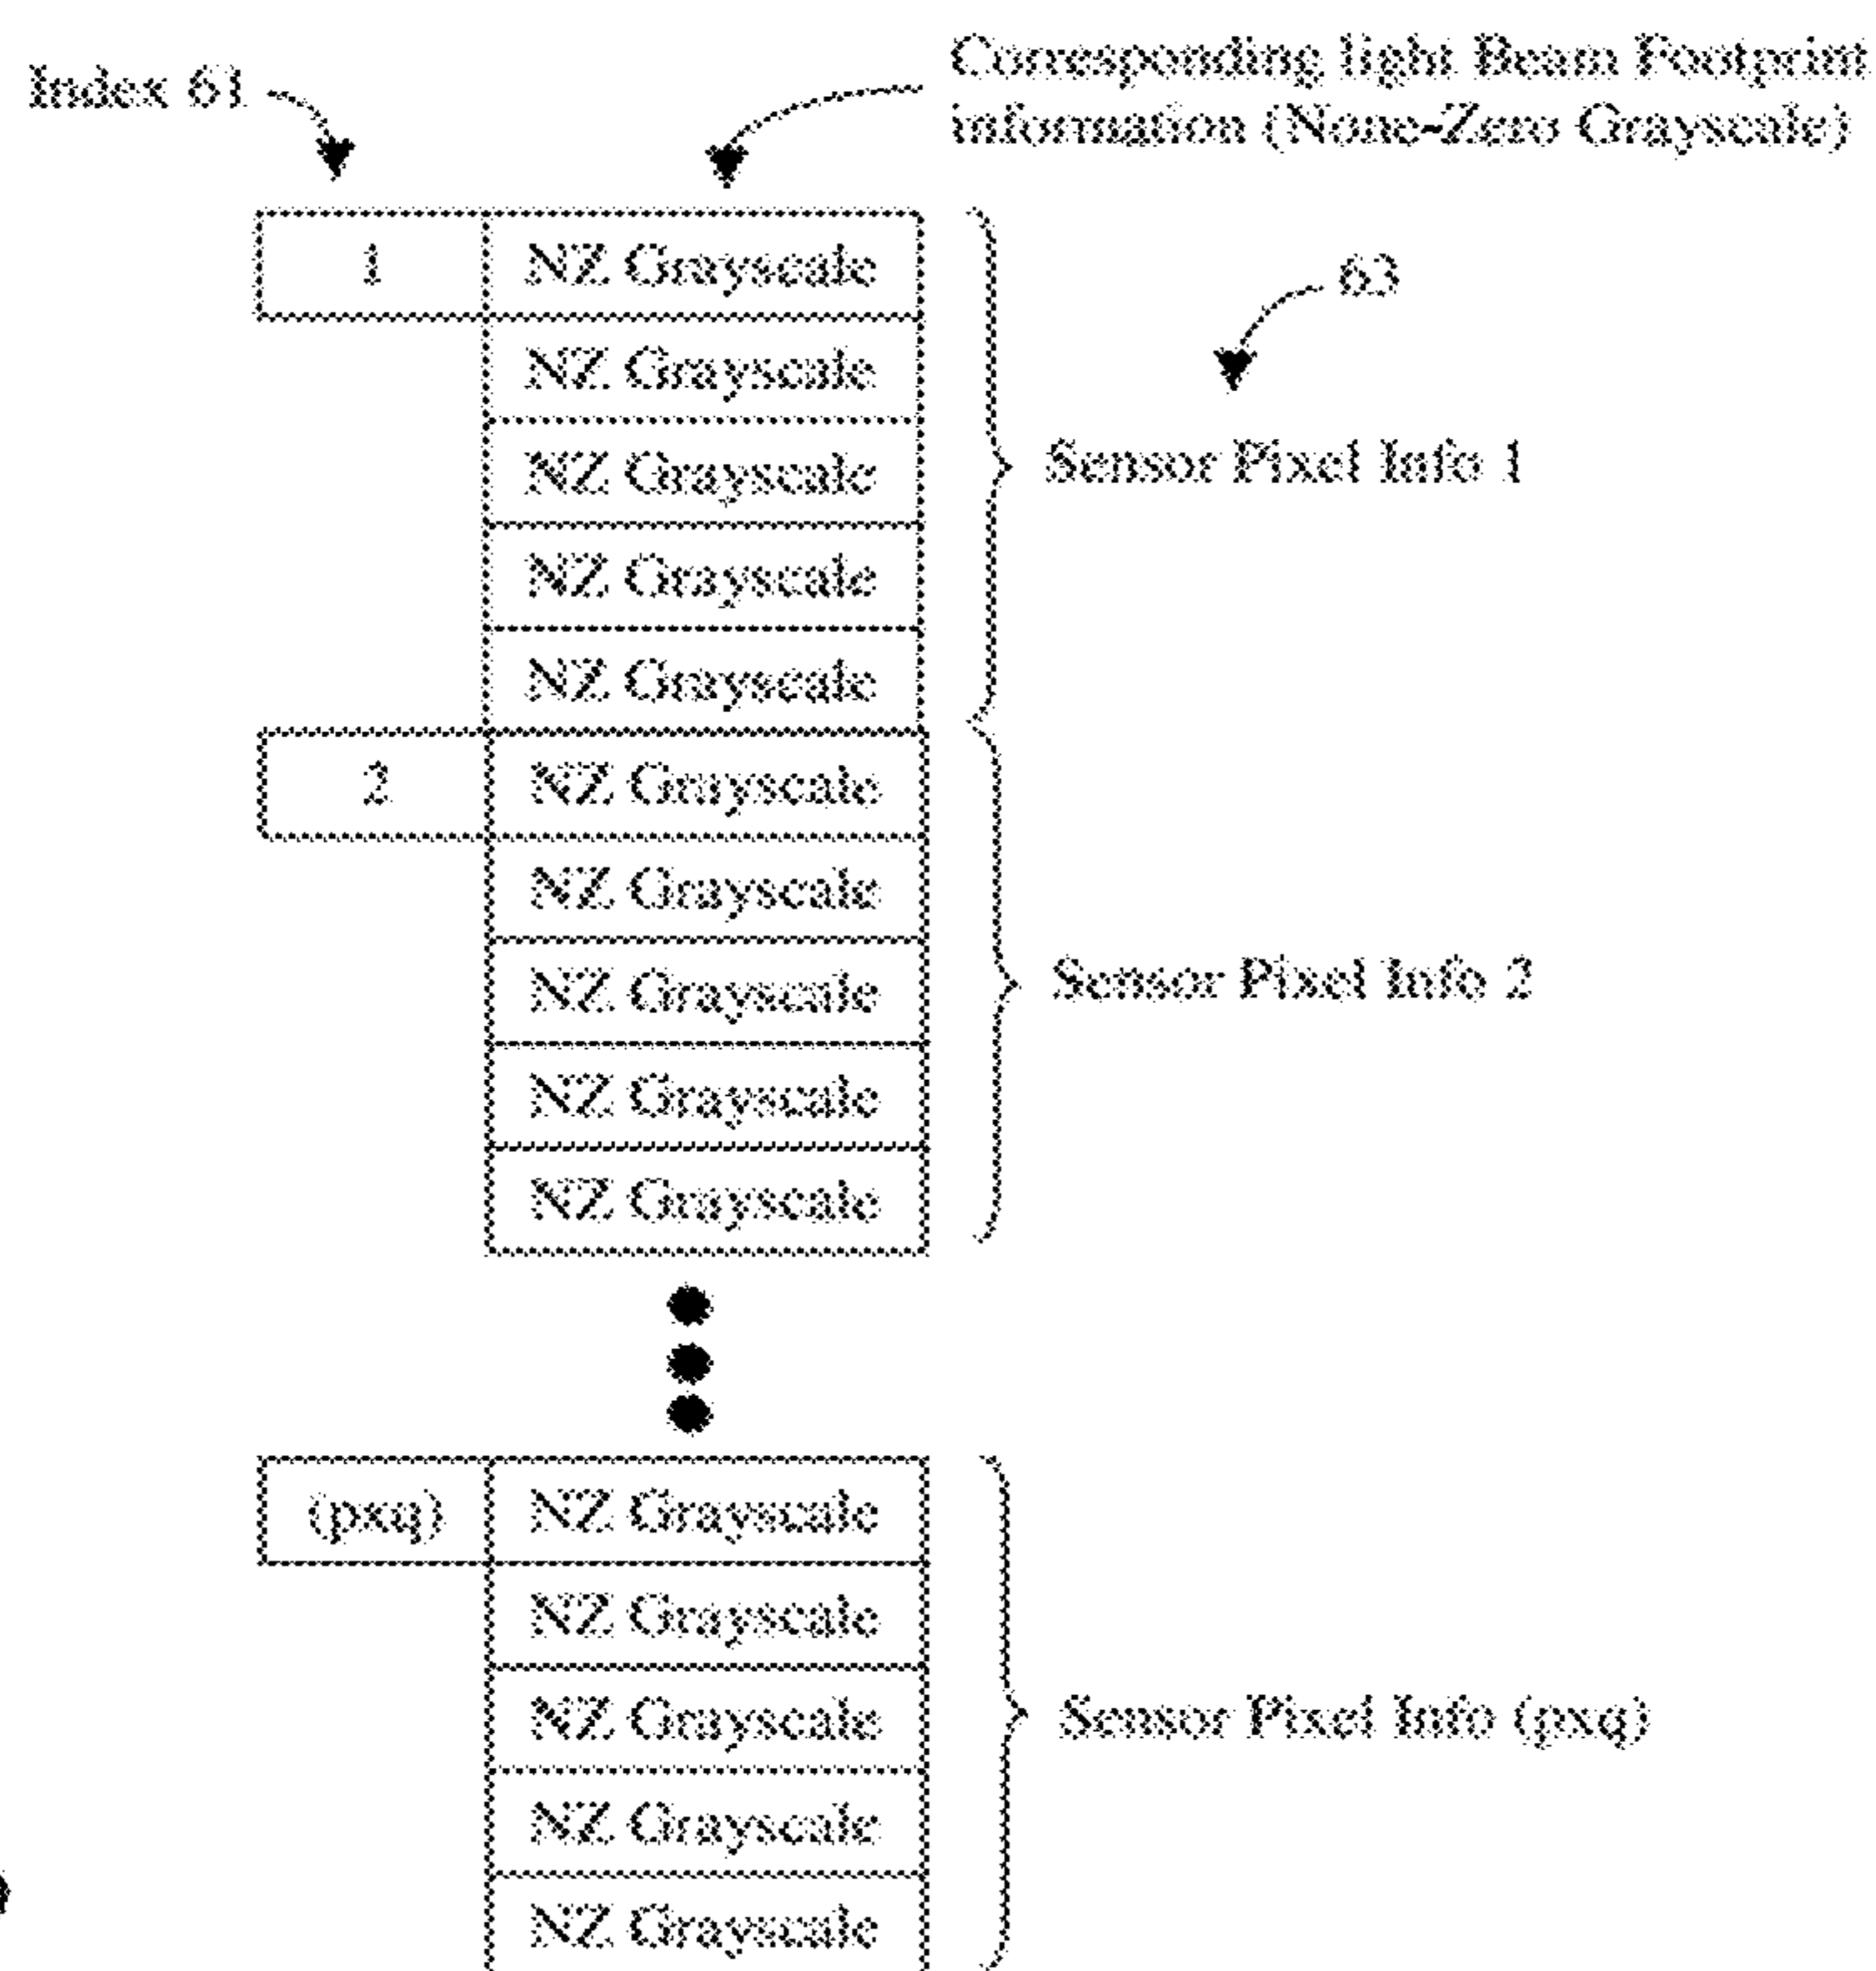 Index 61
Corresponding light Beam Footprint
information (None-Zero Grayscale)
1
NZ Grayscale
63
NZ Grayscale
NZ Grayscale
Sensor Pixel Info 1
NZ Grayscale
NZ Grayscale
2
NZ Grayscale
NZ Grayscale
NZ Grayscale
Sensor Pixel Info 2
NZ Grayscale
NZ Grayscale
(pxq)
NZ Grayscale
NZ Grayscale
NZ Grayscale
Sensor Pixel Info (pxq)
NZ Grayscale
NZ Grayscale